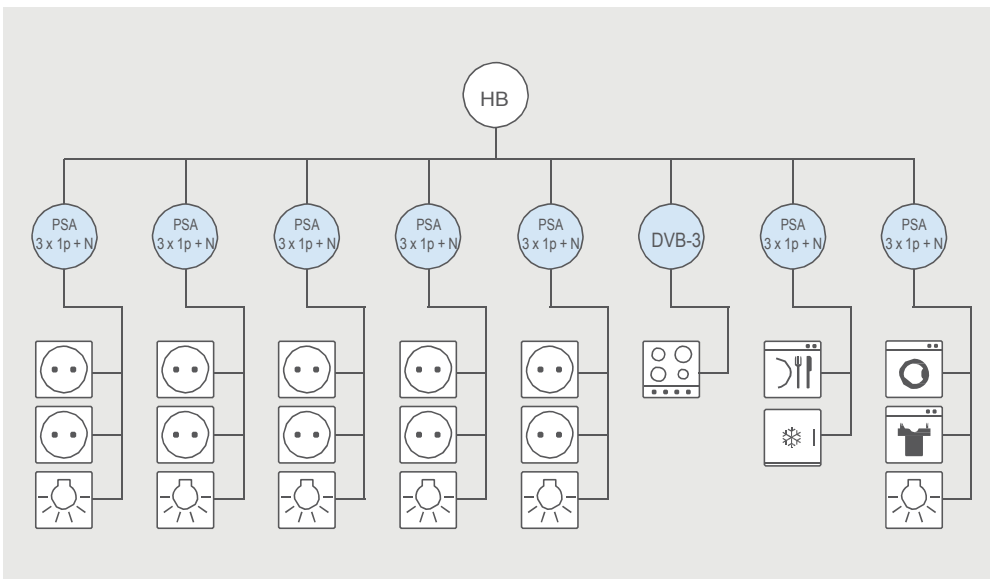 HB
PSA
3 x 1p + N
PSA
3 x 1p + N
PSA
3 x 1p + N
PSA
3 x 1p + N
PSA
3 x 1p + N
DVB-3
PSA
3 x 1p + N
PSA
3 x 1p + N